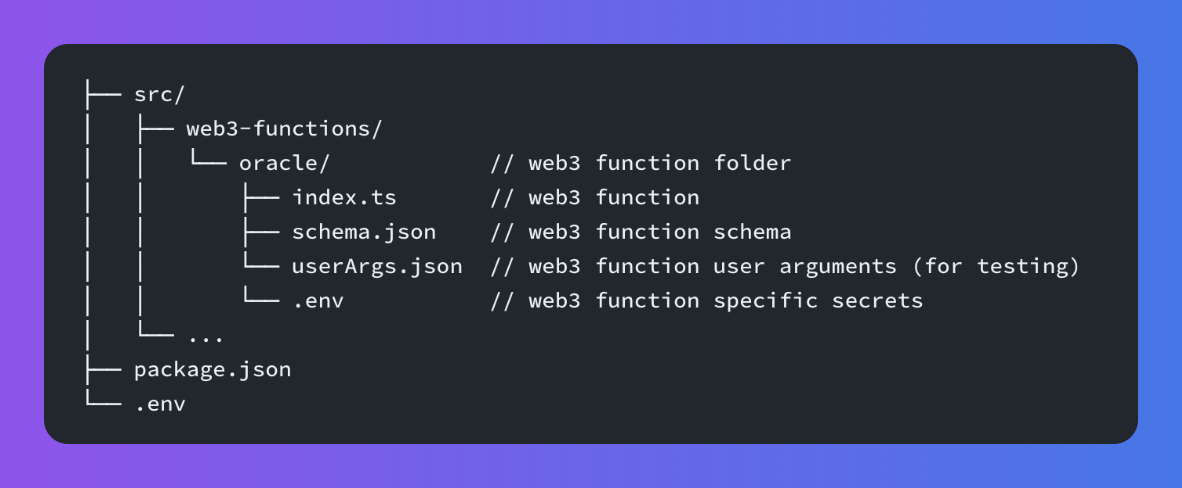 ├── src/
│   ├── web3-functions/
│   │   └── oracle/          // web3 function folder
│   │       ├── index.ts     // web3 function
│   │       ├── schema.json  // web3 function schema
│   │       └── userArgs.json  // web3 function user arguments (for testing)
│   │       └── .env         // web3 function specific secrets
│   └── ...
├── package.json
└── .env